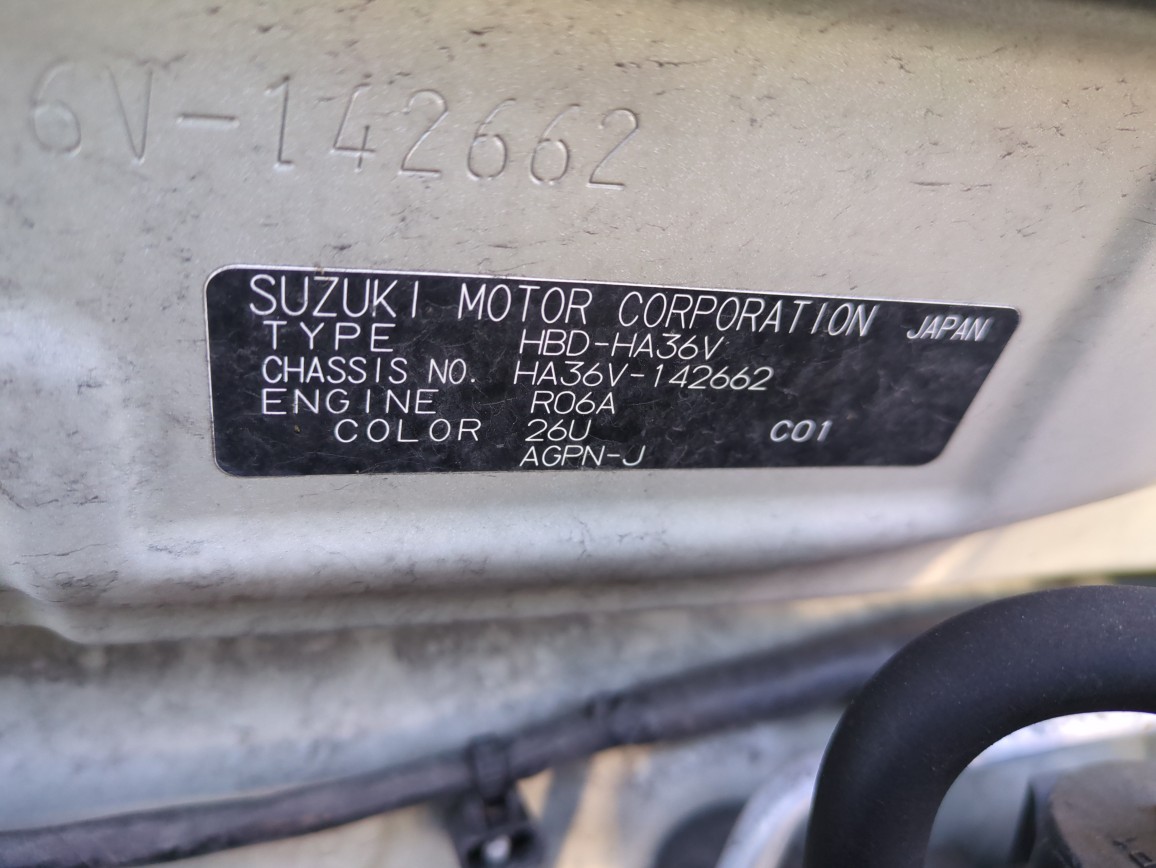 6V-142662
SUZUKI MOTOR CORPORATION JAPAN
TYPE HBD-HA36V
CHASSIS NO. HA36V-142662
ENGINE R06A
COLOR 26U C01
AGPN-J